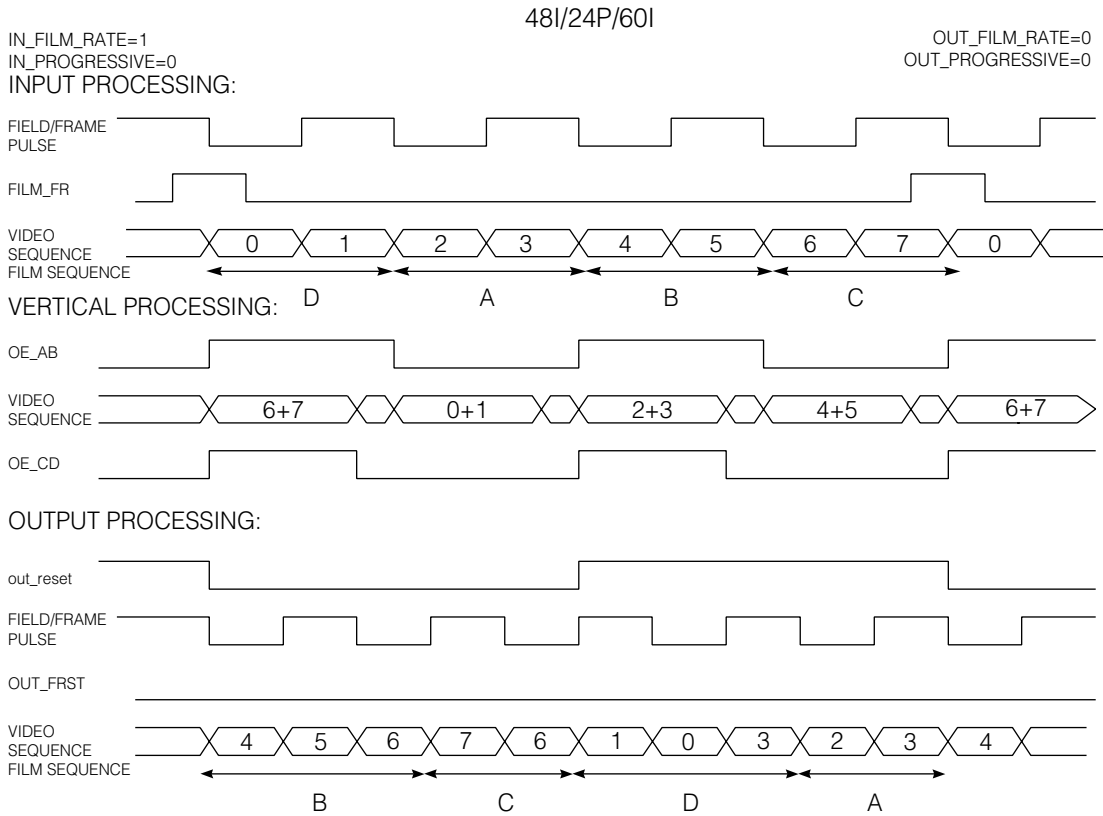 48I/24P/60I
IN_FILM_RATE=1
IN_PROGRESSIVE=0
OUT_FILM_RATE=0
OUT_PROGRESSIVE=0
INPUT PROCESSING:
FIELD/FRAME
PULSE
FILM_FR
VIDEO
SEQUENCE
0 1 2 3 4 5 6 7 0
FILM SEQUENCE
D A B C
VERTICAL PROCESSING:
OE_AB
VIDEO
SEQUENCE
6+7 0+1 2+3 4+5 6+7
OE_CD
OUTPUT PROCESSING:
out_reset
FIELD/FRAME
PULSE
OUT_FRST
VIDEO
SEQUENCE
4 5 6 7 6 1 0 3 2 3 4
FILM SEQUENCE
B C D A